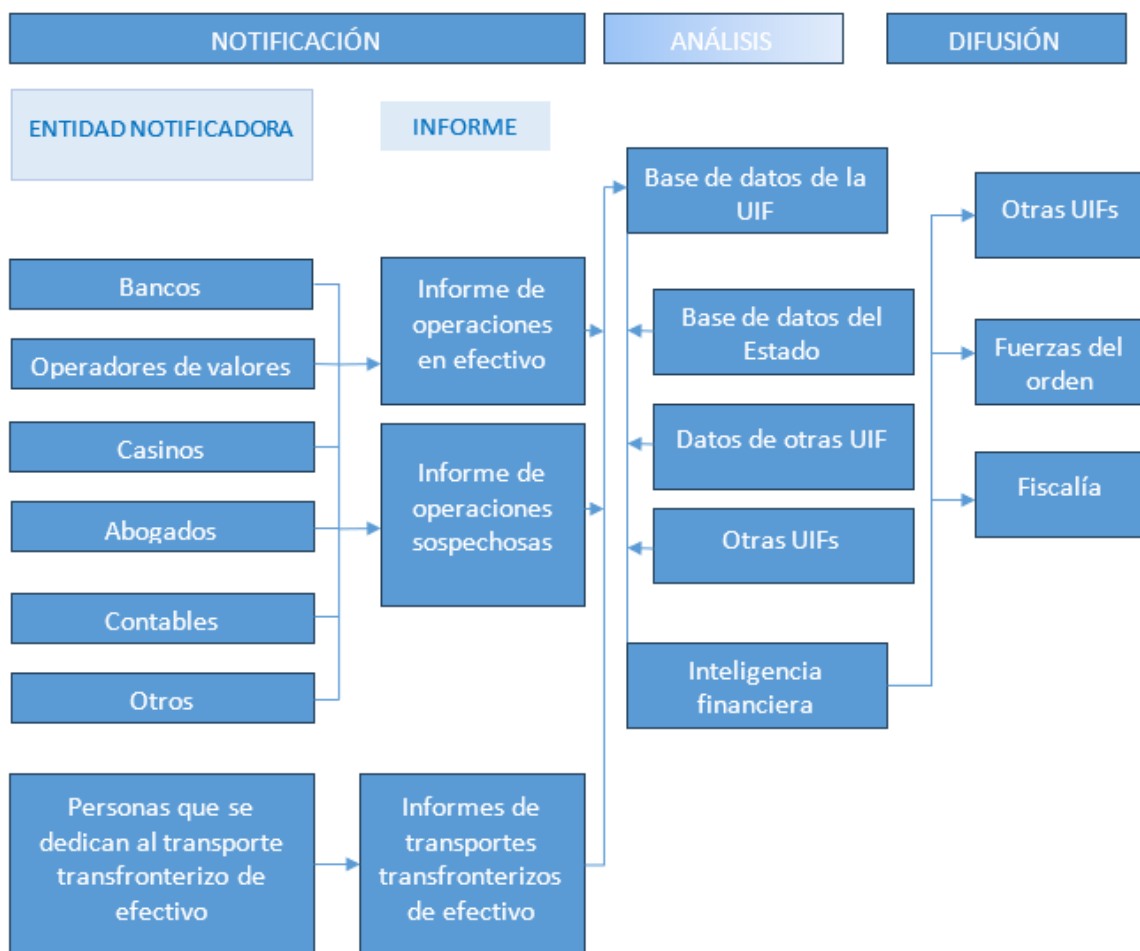 NOTIFICACIÓN
ANÁLISIS
DIFUSIÓN
ENTIDAD NOTIFICADORA
INFORME
Bancos
Operadores de valores
Casinos
Abogados
Contables
Otros
Personas que se
dedican al transporte
transfronterizo de
efectivo
Informe de
operaciones
en efectivo
Informe de
operaciones
sospechosas
Informes de
transportes
transfronterizos
de efectivo
Base de datos de la
UIF
Base de datos del
Estado
Datos de otras UIF
Otras UIFs
Inteligencia
financiera
Otras UIFs
Fuerzas del
orden
Fiscalía